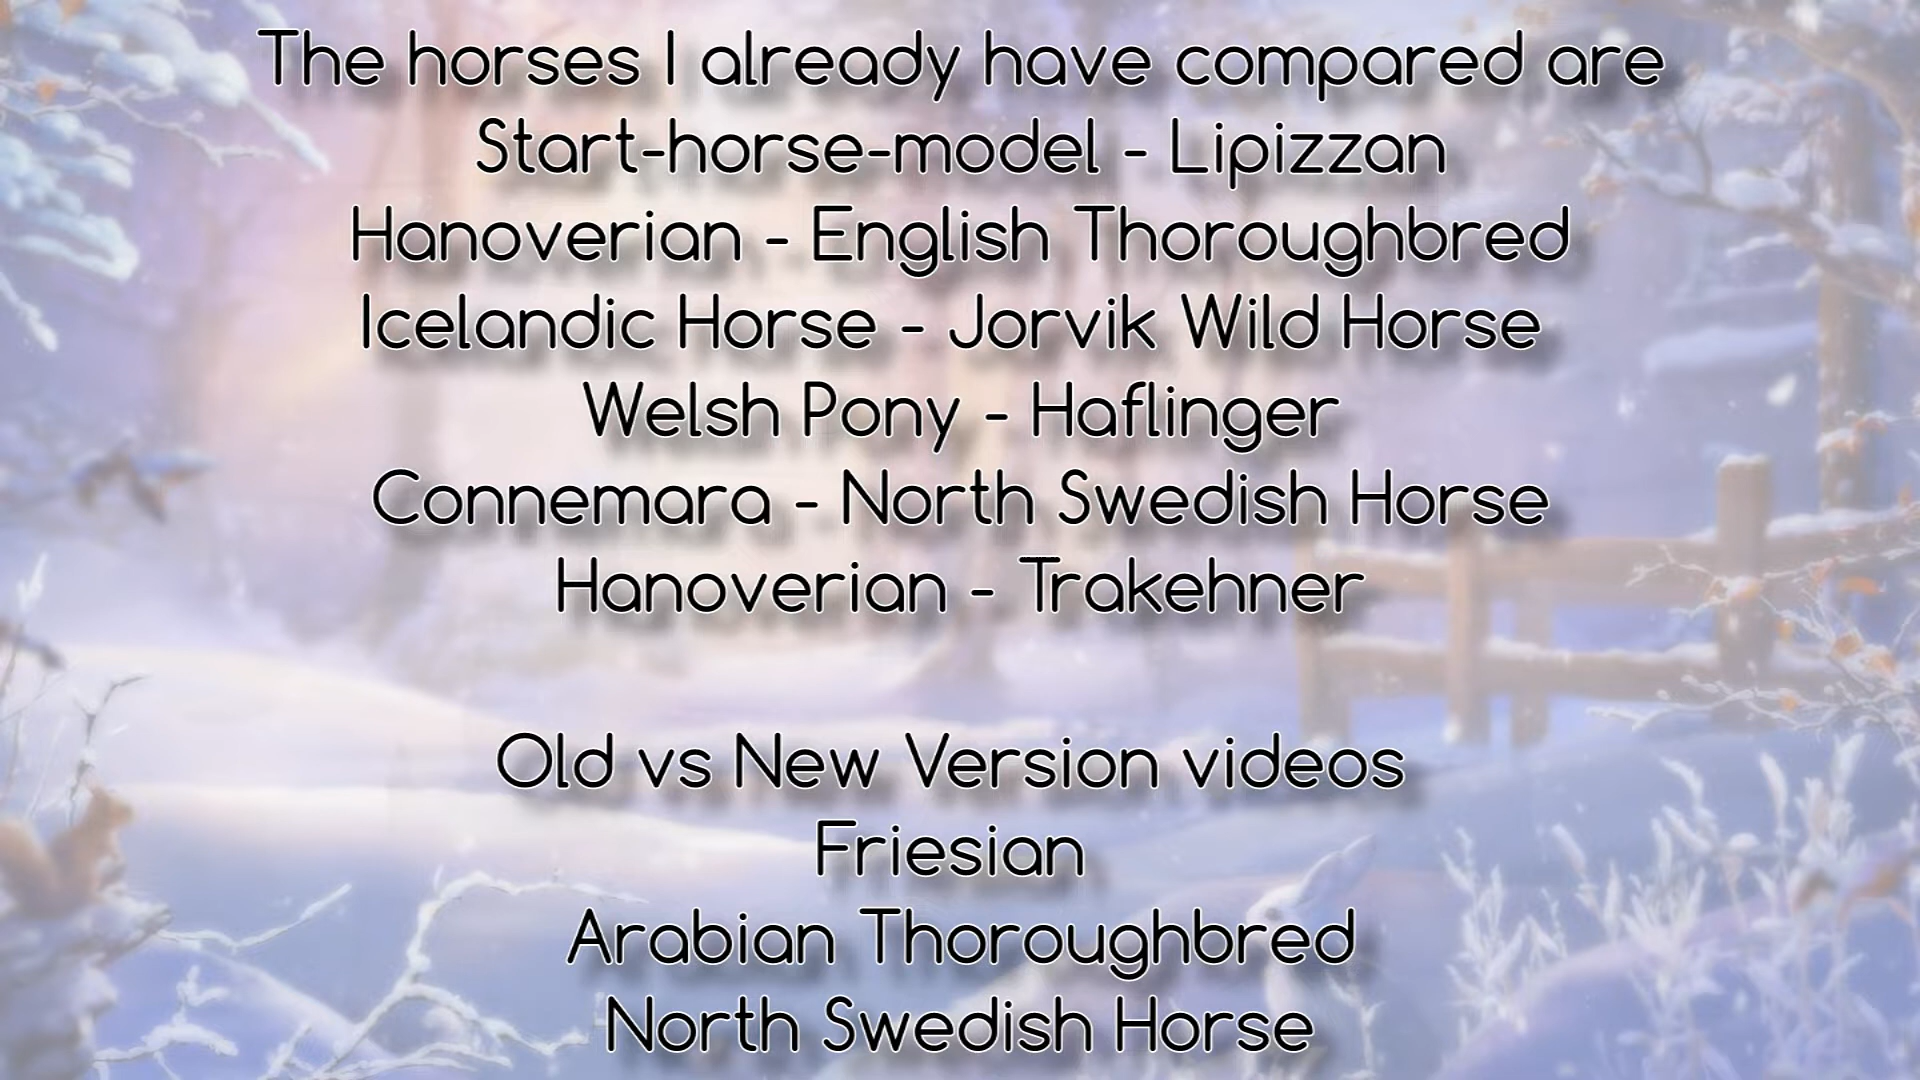 The horses I already have compared are
Start-horse-model - Lipizzan
Hanoverian - English Thoroughbred
Icelandic Horse - Jorvik Wild Horse
Welsh Pony - Haflinger
Connemara - North Swedish Horse
Hanoverian - Trakehner
Old vs New Version videos
Friesian
Arabian Thoroughbred
North Swedish Horse